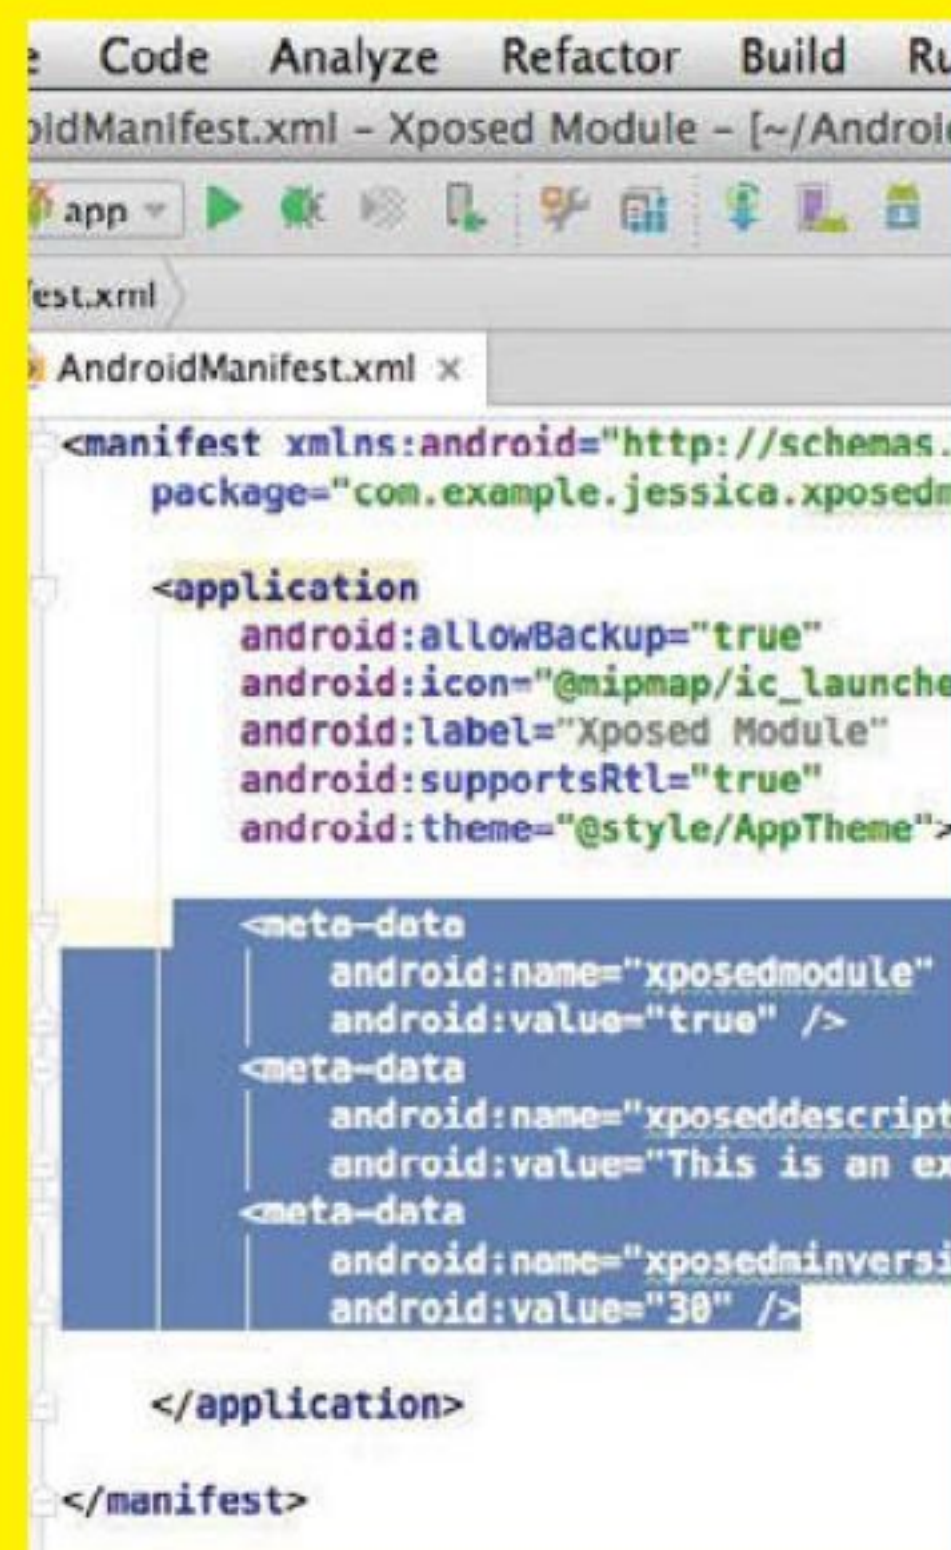 e Code Analyze Refactor Build Ru
oidManifest.xml – Xposed Module – [~/Androi
app
fest.xml
AndroidManifest.xml ×
<manifest xmlns:android="http://schemas.
package="com.example.jessica.xposedm
<application
android:allowBackup="true"
android:icon="@mipmap/ic_launche
android:label="Xposed Module"
android:supportsRtl="true"
android:theme="@style/AppTheme">
<meta-data
android:name="xposedmodule"
android:value="true" />
<meta-data
android:name="xposeddescript
android:value="This is an ex
<meta-data
android:name="xposedminversi
android:value="30" />
</application>
</manifest>